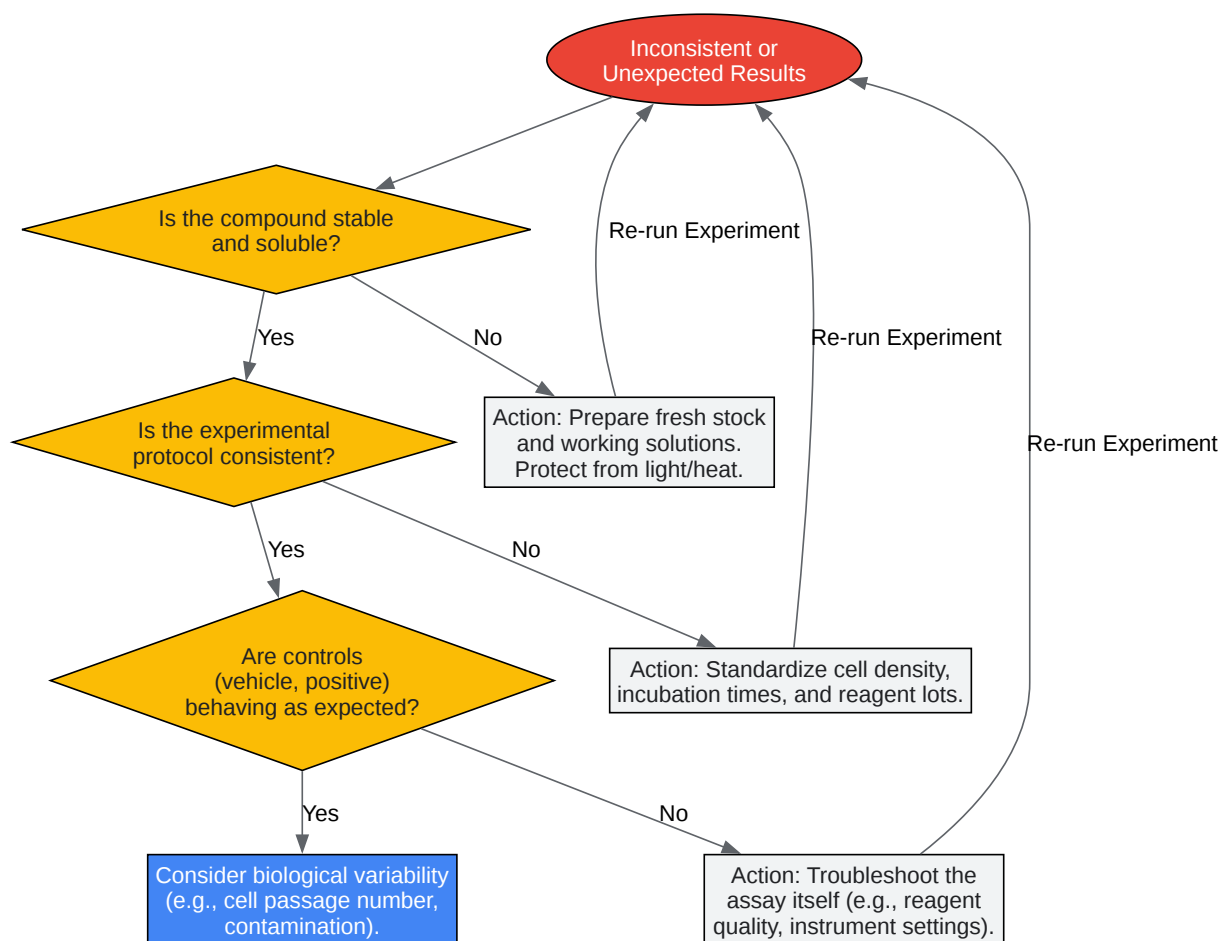 Inconsistent or
Unexpected Results
Is the compound stable
and soluble?
Re-run Experiment
Yes
No
Re-run Experiment
Action: Prepare fresh stock
and working solutions.
Protect from light/heat.
Is the experimental
protocol consistent?
Re-run Experiment
Yes
No
Action: Standardize cell density,
incubation times, and reagent lots.
Are controls
(vehicle, positive)
behaving as expected?
Yes
No
Consider biological variability
(e.g., cell passage number,
contamination).
Action: Troubleshoot the
assay itself (e.g., reagent
quality, instrument settings).